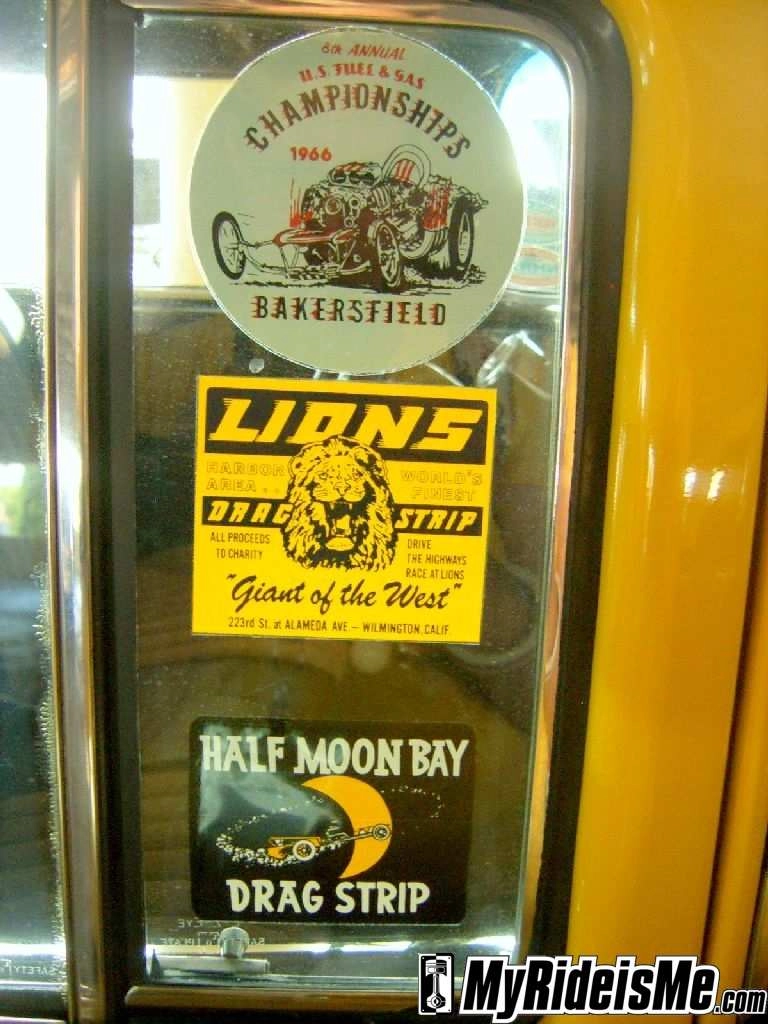 8th ANNUAL
U.S. FUEL & GAS
CHAMPIONSHIPS
1966
BAKERSFIELD
LIONS
HARBOR AREA . .
WORLD'S FINEST
DRAG STRIP
ALL PROCEEDS
TO CHARITY
DRIVE
THE HIGHWAYS
RACE AT LIONS
"Giant of the West"
223rd St. at ALAMEDA AVE. — WILMINGTON, CALIF.
HALF MOON BAY
DRAG STRIP
MyRideisMe.com